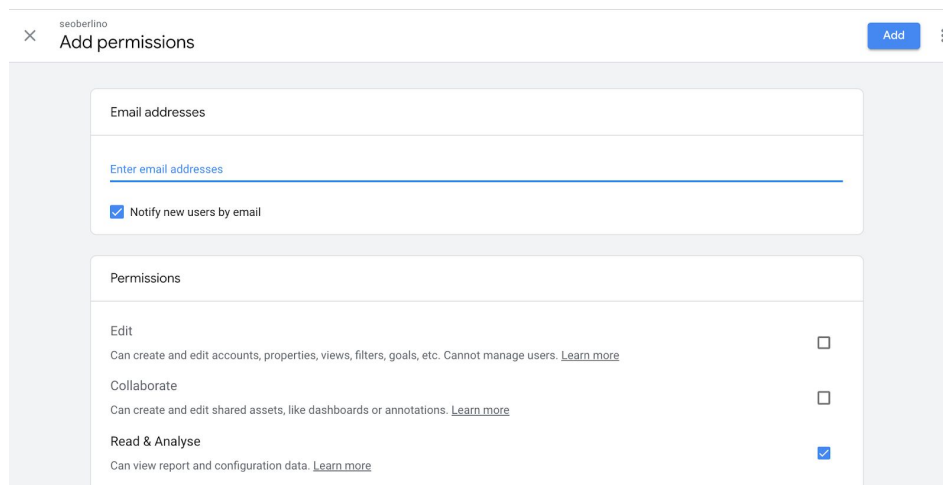 seoberlino
Add permissions
Add
Email addresses
Enter email addresses
Notify new users by email
Permissions
Edit
Can create and edit accounts, properties, views, filters, goals, etc. Cannot manage users. Learn more
Collaborate
Can create and edit shared assets, like dashboards or annotations. Learn more
Read & Analyse
Can view report and configuration data. Learn more